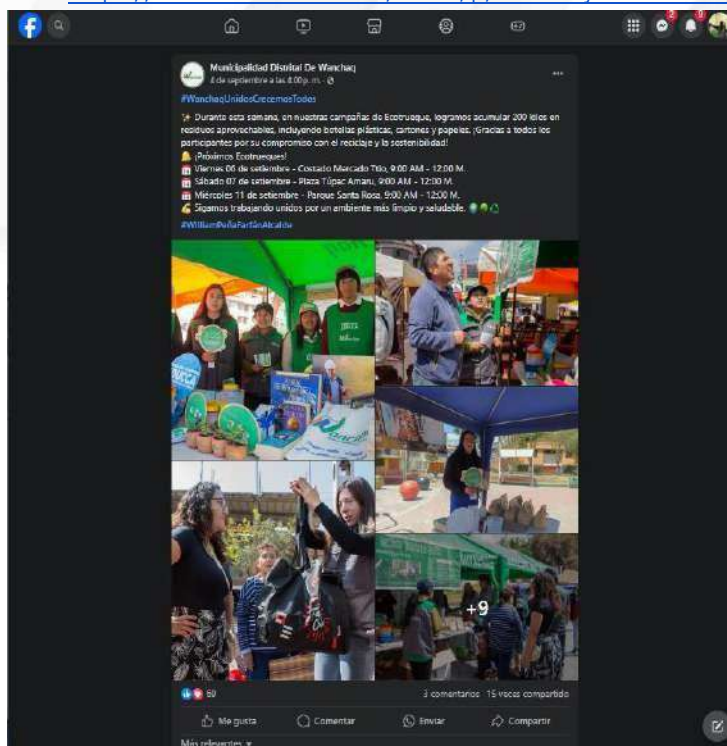 2
0
Municipalidad Distrital De Wanchaq
4 de septiembre a las 8:00 p. m. ·
#WanchaqUnidosCrecemosTodos
✨ Durante esta semana, en nuestras campañas de Ecotrueque, logramos acumular 200 kilos en
residuos aprovechables, incluyendo botellas plásticas, cartones y papeles. ¡Gracias a todos los
participantes por su compromiso con el reciclaje y la sostenibilidad!
🔔 ¡Próximos Ecotrueques!
📅 Viernes 06 de setiembre - Costado Mercado Ttio, 9:00 AM - 12:00 M.
📅 Sábado 07 de setiembre - Plaza Túpac Amaru, 9:00 AM - 12:00 M.
📅 Miércoles 11 de setiembre - Parque Santa Rosa, 9:00 AM - 12:00 M.
💪 Sigamos trabajando unidos por un ambiente más limpio y saludable.
#WilliamPeñaFarfánAlcalde
+9
60
3 comentarios 15 veces compartido
Me gusta
Comentar
Enviar
Compartir
Más relevantes